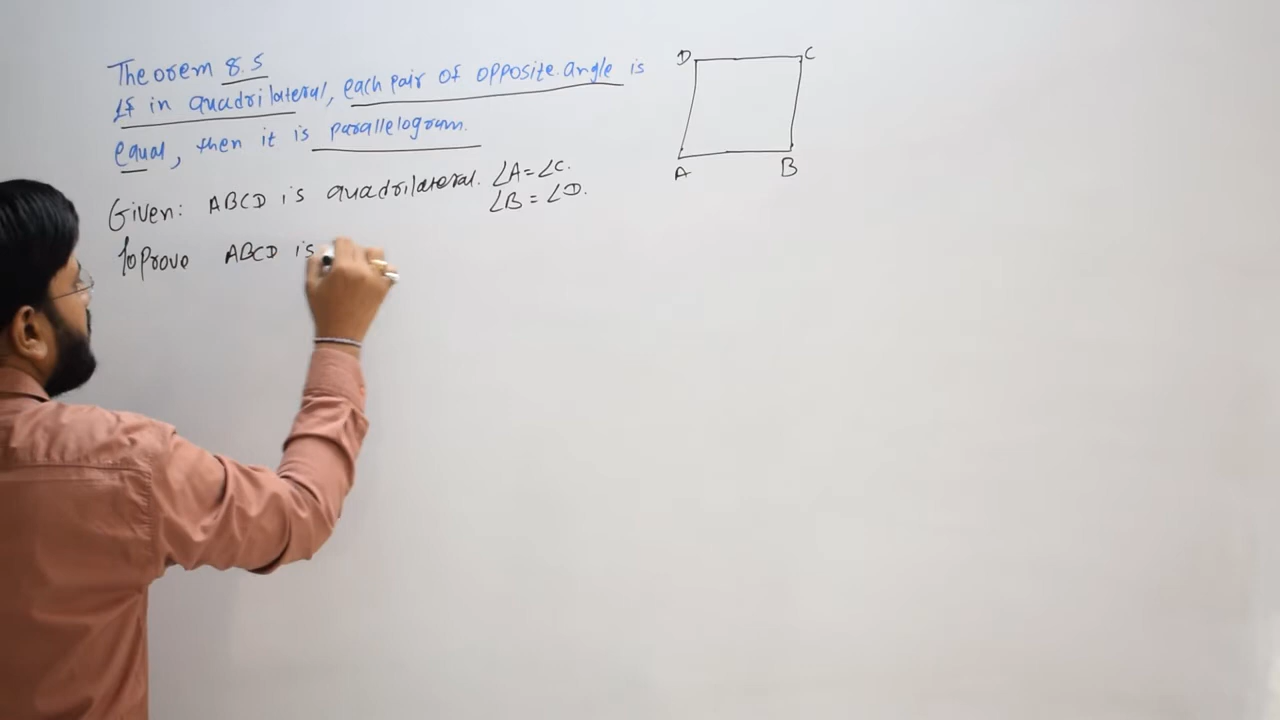 Theorem 8.5
If in quadrilateral, each pair of opposite angle is
equal, then it is parallelogram.
Given: ABCD is quadrilateral. ∠A = ∠C.
∠B = ∠D.
To Prove ABCD is
D C
A B